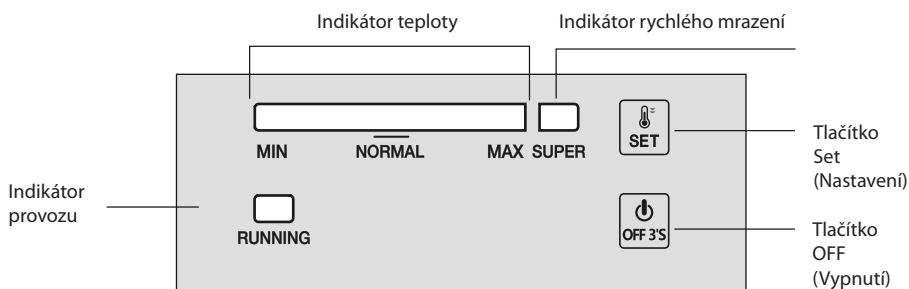 Indikátor teploty
Indikátor rychlého mrazení
MIN
NORMAL
MAX
SUPER
SET
Tlačítko
Set
(Nastavení)
Indikátor
provozu
RUNNING
OFF 3'S
Tlačítko
OFF
(Vypnutí)